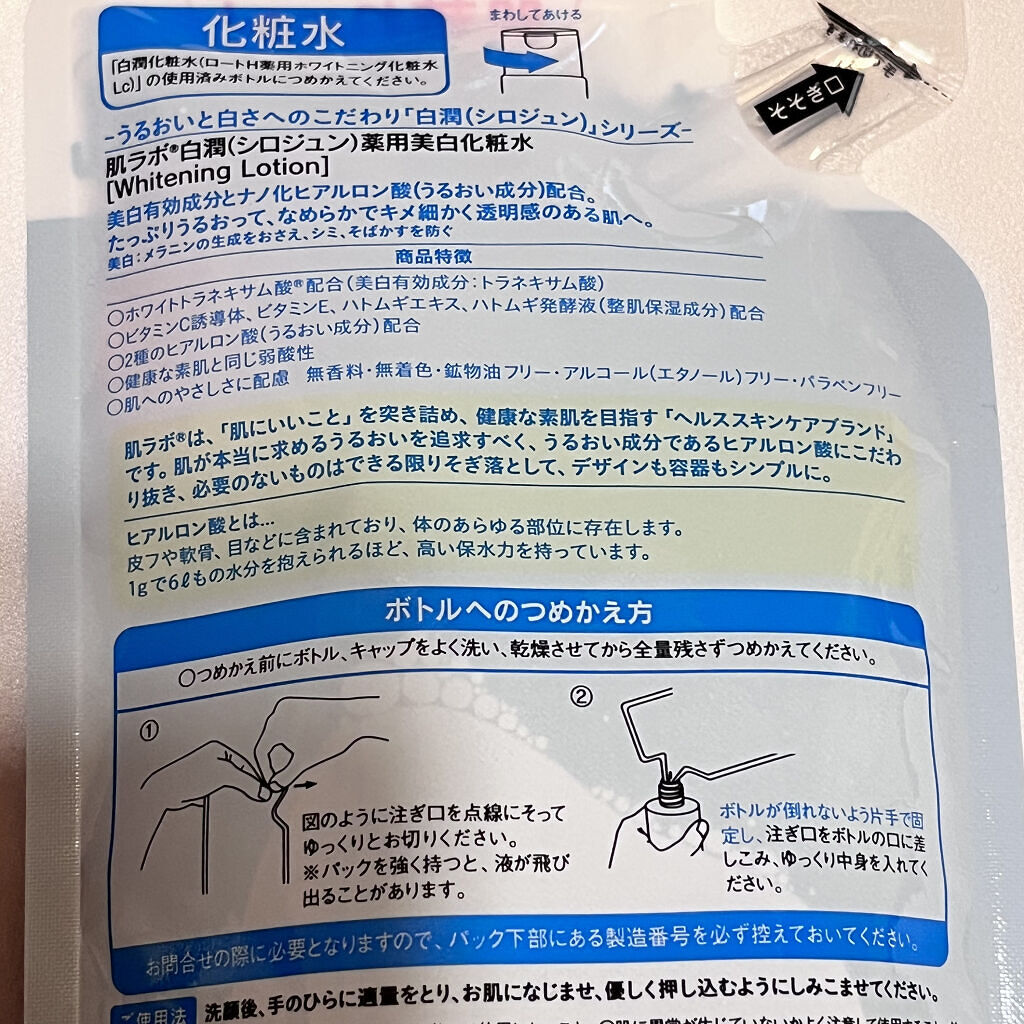 化粧水
まわしてあける
「白潤化粧水(ロートH薬用ホワイトニング化粧水
Lc)」の使用済みボトルにつめかえてください。
そそぎ口
-うるおいと白さへのこだわり「白潤(シロジュン)」シリーズ-
肌ラボ®白潤(シロジュン)薬用美白化粧水
[Whitening Lotion]
美白有効成分とナノ化ヒアルロン酸(うるおい成分)配合。
たっぷりうるおって、なめらかでキメ細かく透明感のある肌へ。
美白:メラニンの生成をおさえ、シミ、そばかすを防ぐ
商品特徴
○ホワイトトラネキサム酸®配合(美白有効成分:トラネキサム酸)
○ビタミンC誘導体、ビタミンE、ハトムギエキス、ハトムギ発酵液(整肌保湿成分)配合
○2種のヒアルロン酸(うるおい成分)配合
○健康な素肌と同じ弱酸性
○肌へのやさしさに配慮 無香料・無着色・鉱物油フリー・アルコール(エタノール)フリー・パラベンフリー
肌ラボ®は、「肌にいいこと」を突き詰め、健康な素肌を目指す「ヘルススキンケアブランド」
です。肌が本当に求めるうるおいを追求すべく、うるおい成分であるヒアルロン酸にこだわ
り抜き、必要のないものはできる限りそぎ落として、デザインも容器もシンプルに。
ヒアルロン酸とは…
皮フや軟骨、目などに含まれており、体のあらゆる部位に存在します。
1gで6ℓもの水分を抱えられるほど、高い保水力を持っています。
ボトルへのつめかえ方
○つめかえ前にボトル、キャップをよく洗い、乾燥させてから全量残さずつめかえてください。
①
図のように注ぎ口を点線にそって
ゆっくりとお切りください。
※パックを強く持つと、液が飛び
出ることがあります。
②
ボトルが倒れないよう片手で固
定し、注ぎ口をボトルの口に差
しこみ、ゆっくり中身を入れてく
ださい。
お問合せの際に必要となりますので、パック下部にある製造番号を必ず控えておいてください。
ご使用法
洗顔後、手のひらに適量をとり、お肌になじませ、優しく押し込むようにしみこませてください。